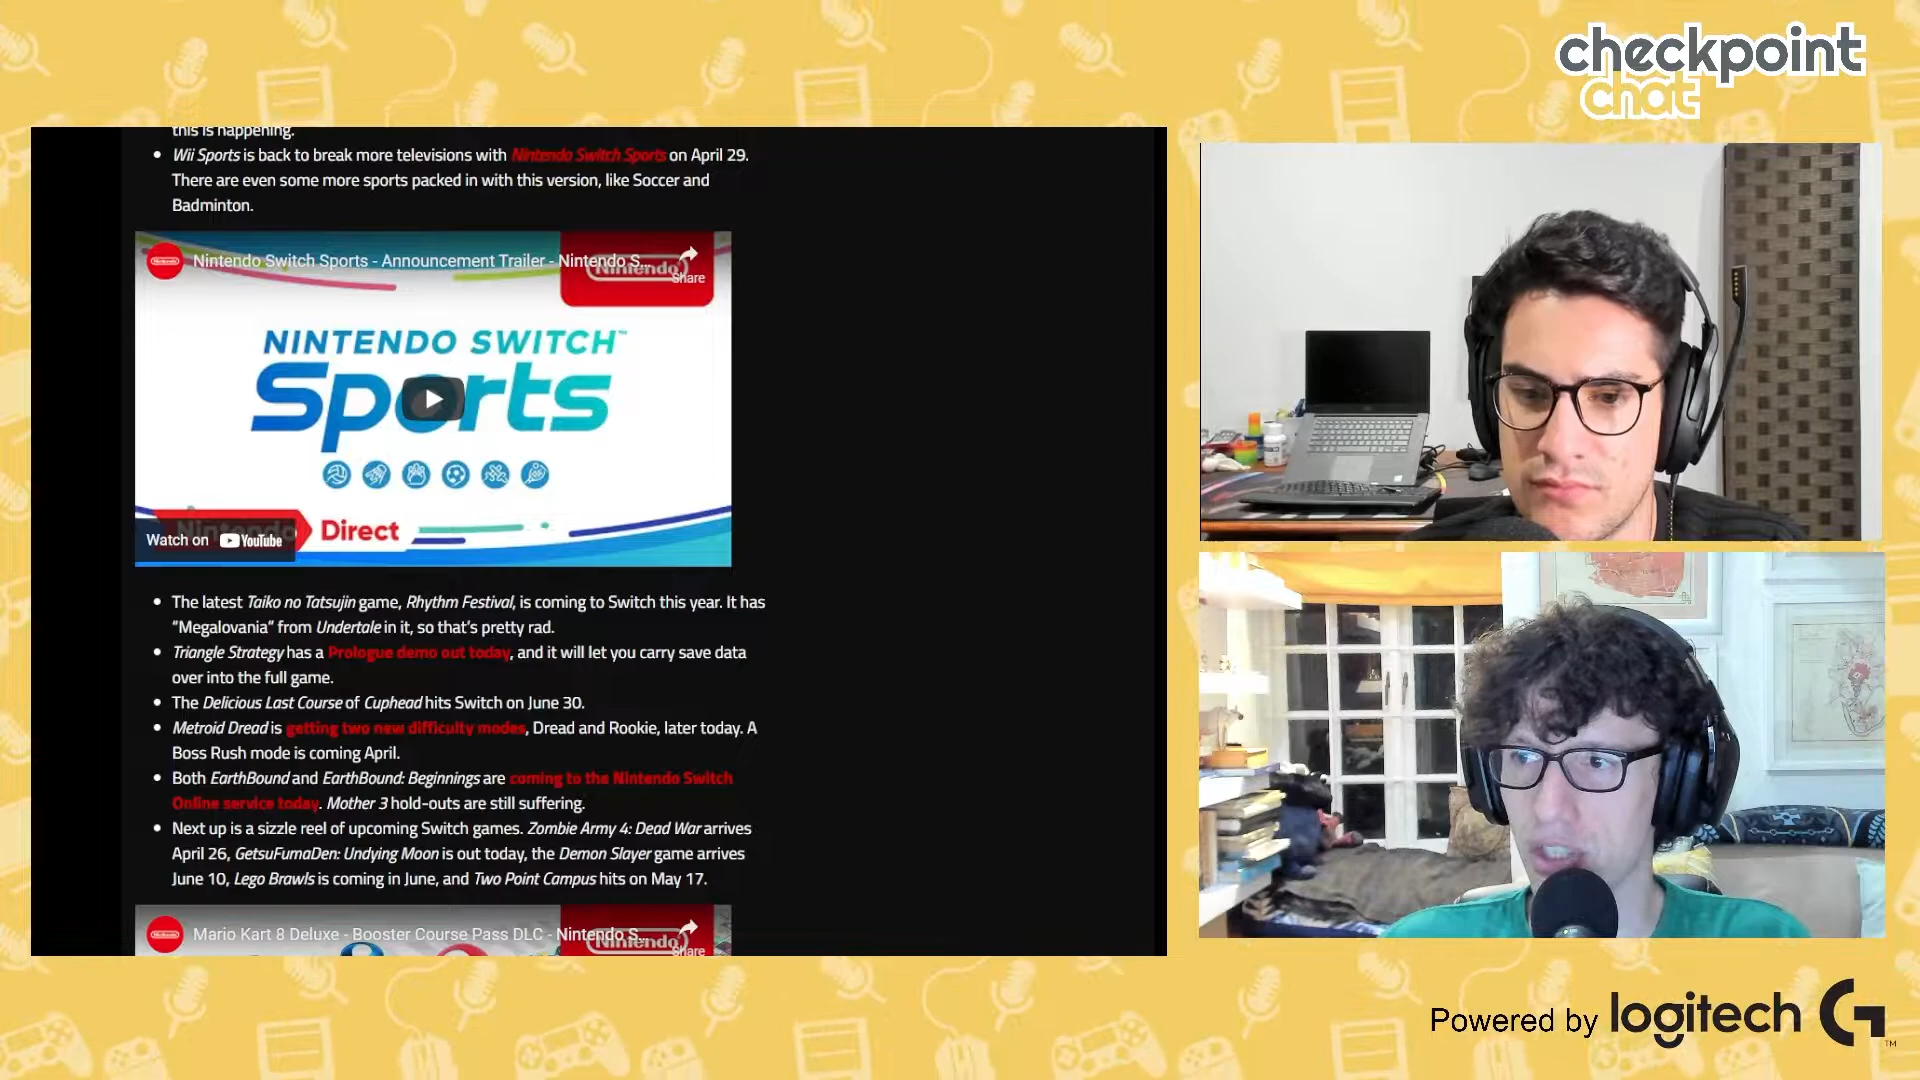 checkpoint
chat
this is happening.
• Wii Sports is back to break more televisions with Nintendo Switch Sports on April 29.
There are even some more sports packed in with this version, like Soccer and
Badminton.
Nintendo Switch Sports - Announcement Trailer - Nintendo S...
Nintendo
Share
NINTENDO SWITCH™
Sports
Nintendo Direct
Watch on YouTube
• The latest Taiko no Tatsujin game, Rhythm Festival, is coming to Switch this year. It has
“Megalovania” from Undertale in it, so that’s pretty rad.
• Triangle Strategy has a Prologue demo out today, and it will let you carry save data
over into the full game.
• The Delicious Last Course of Cuphead hits Switch on June 30.
• Metroid Dread is getting two new difficulty modes, Dread and Rookie, later today. A
Boss Rush mode is coming April.
• Both EarthBound and EarthBound: Beginnings are coming to the Nintendo Switch
Online service today. Mother 3 hold-outs are still suffering.
• Next up is a sizzle reel of upcoming Switch games. Zombie Army 4: Dead War arrives
April 26, GetsuFumaDen: Undying Moon is out today, the Demon Slayer game arrives
June 10, Lego Brawls is coming in June, and Two Point Campus hits on May 17.
Mario Kart 8 Deluxe - Booster Course Pass DLC - Nintendo S...
Nintendo
Share
Powered by logitech G™